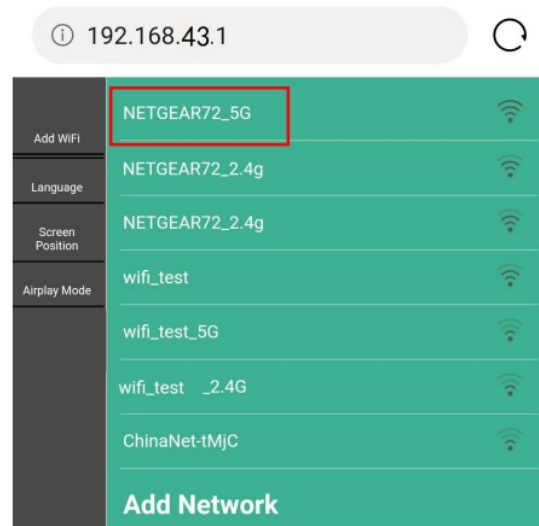 192.168.43.1
Add WiFi
Language
Screen
Position
Airplay Mode
NETGEAR72_5G
NETGEAR72_2.4g
NETGEAR72_2.4g
wifi_test
wifi_test_5G
wifi_test _2.4G
ChinaNet-tMjC
Add Network